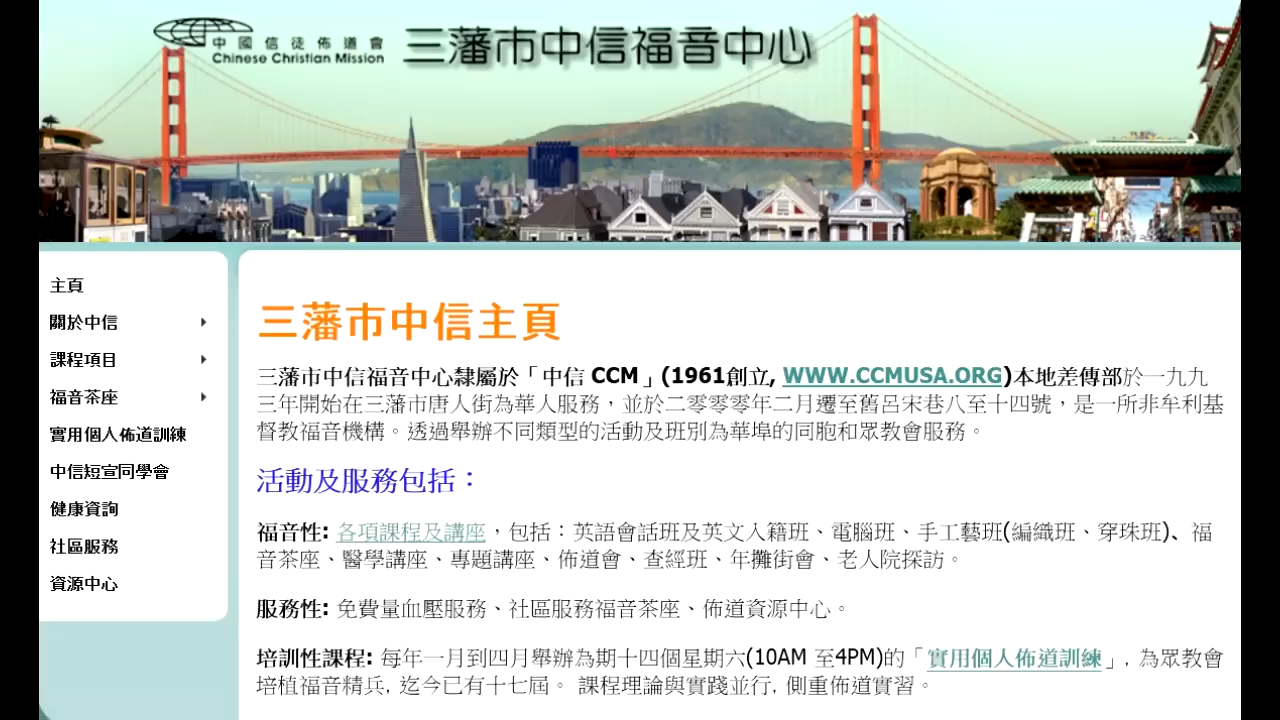 中國信徒佈道會
Chinese Christian Mission
三藩市中信福音中心
主頁
關於中信
課程項目
福音茶座
實用個人佈道訓練
中信短宣同學會
健康資詢
社區服務
資源中心
三藩市中信主頁
三藩市中信福音中心隸屬於「中信 CCM」(1961創立, WWW.CCMUSA.ORG)本地差傳部於一九九
三年開始在三藩市唐人街為華人服務，並於二零零零年二月遷至舊呂宋巷八至十四號，是一所非牟利基
督教福音機構。透過舉辦不同類型的活動及班別為華埠的同胞和眾教會服務。
活動及服務包括：
福音性: 各項課程及講座，包括：英語會話班及英文入籍班、電腦班、手工藝班(編織班、穿珠班)、福
音茶座、醫學講座、專題講座、佈道會、查經班、年攤街會、老人院探訪。
服務性: 免費量血壓服務、社區服務福音茶座、佈道資源中心。
培訓性課程: 每年一月到四月舉辦為期十四個星期六(10AM 至4PM)的「實用個人佈道訓練」, 為眾教會
培植福音精兵, 迄今已有十七屆。 課程理論與實踐並行, 側重佈道實習。